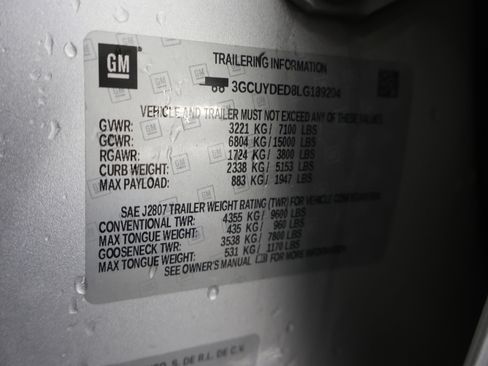 GM
TRAILERING INFORMATION
3GCUYDED8LG189204
VEHICLE AND TRAILER MUST NOT EXCEED ANY OF THESE VALUES
GVWR: 3221 KG / 7100 LBS
GCWR: 6804 KG / 15000 LBS
RGAWR: 1724 KG / 3800 LBS
CURB WEIGHT: 2338 KG / 5153 LBS
MAX PAYLOAD: 883 KG / 1947 LBS
SAE J2807 TRAILER WEIGHT RATING (TWR) FOR VEHICLE CONFIGURATION
CONVENTIONAL TWR: 4355 KG / 9600 LBS
MAX TONGUE WEIGHT: 435 KG / 960 LBS
GOOSENECK TWR: 3538 KG / 7800 LBS
MAX TONGUE WEIGHT: 531 KG / 1170 LBS
SEE OWNER'S MANUAL FOR MORE INFORMATION
S. DE R.L. DE C.V.